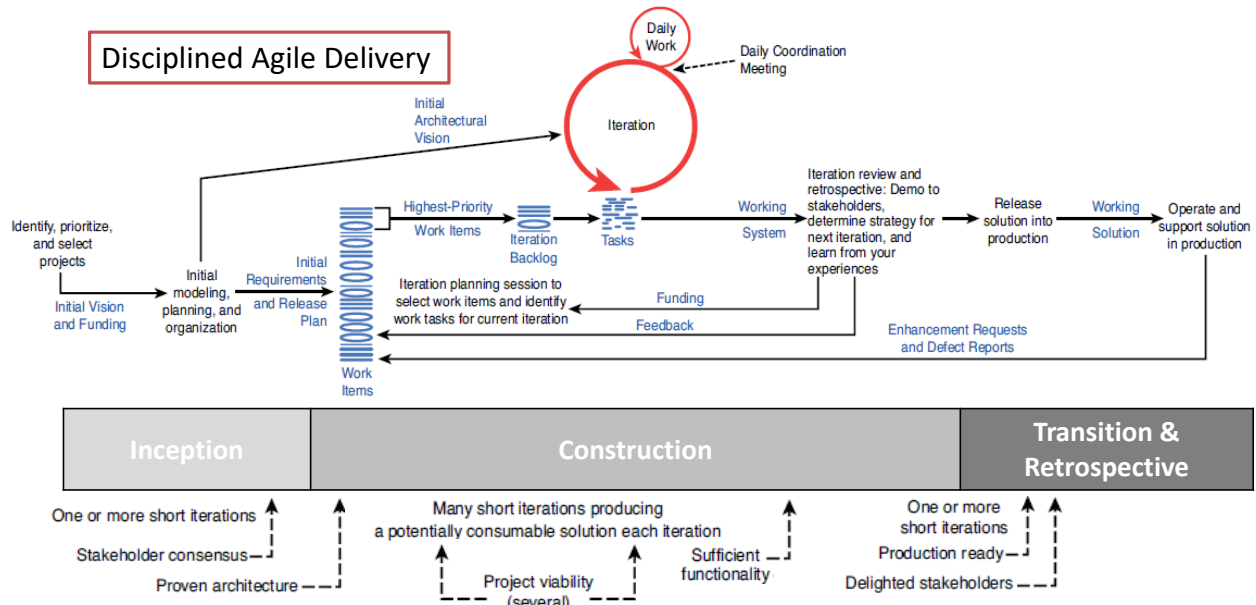 Disciplined Agile Delivery
Daily
Work
Daily Coordination
Meeting
Initial
Architectural
Vision
Iteration
Identify, prioritize,
and select
projects
Initial Vision
and Funding
Initial
modeling,
planning, and
organization
Initial
Requirements
and Release
Plan
Work
Items
Highest-Priority
Work Items
Iteration
Backlog
Tasks
Working
System
Iteration review and
retrospective: Demo to
stakeholders,
determine strategy for
next iteration, and
learn from your
experiences
Release
solution into
production
Working
Solution
Operate and
support solution
in production
Iteration planning session to
select work items and identify
work tasks for current iteration
Funding
Feedback
Enhancement Requests
and Defect Reports
Inception
Construction
Transition &
Retrospective
One or more short iterations
Stakeholder consensus
Proven architecture
Many short iterations producing
a potentially consumable solution each iteration
Project viability
(several)
Sufficient
functionality
One or more
short iterations
Production ready
Delighted stakeholders